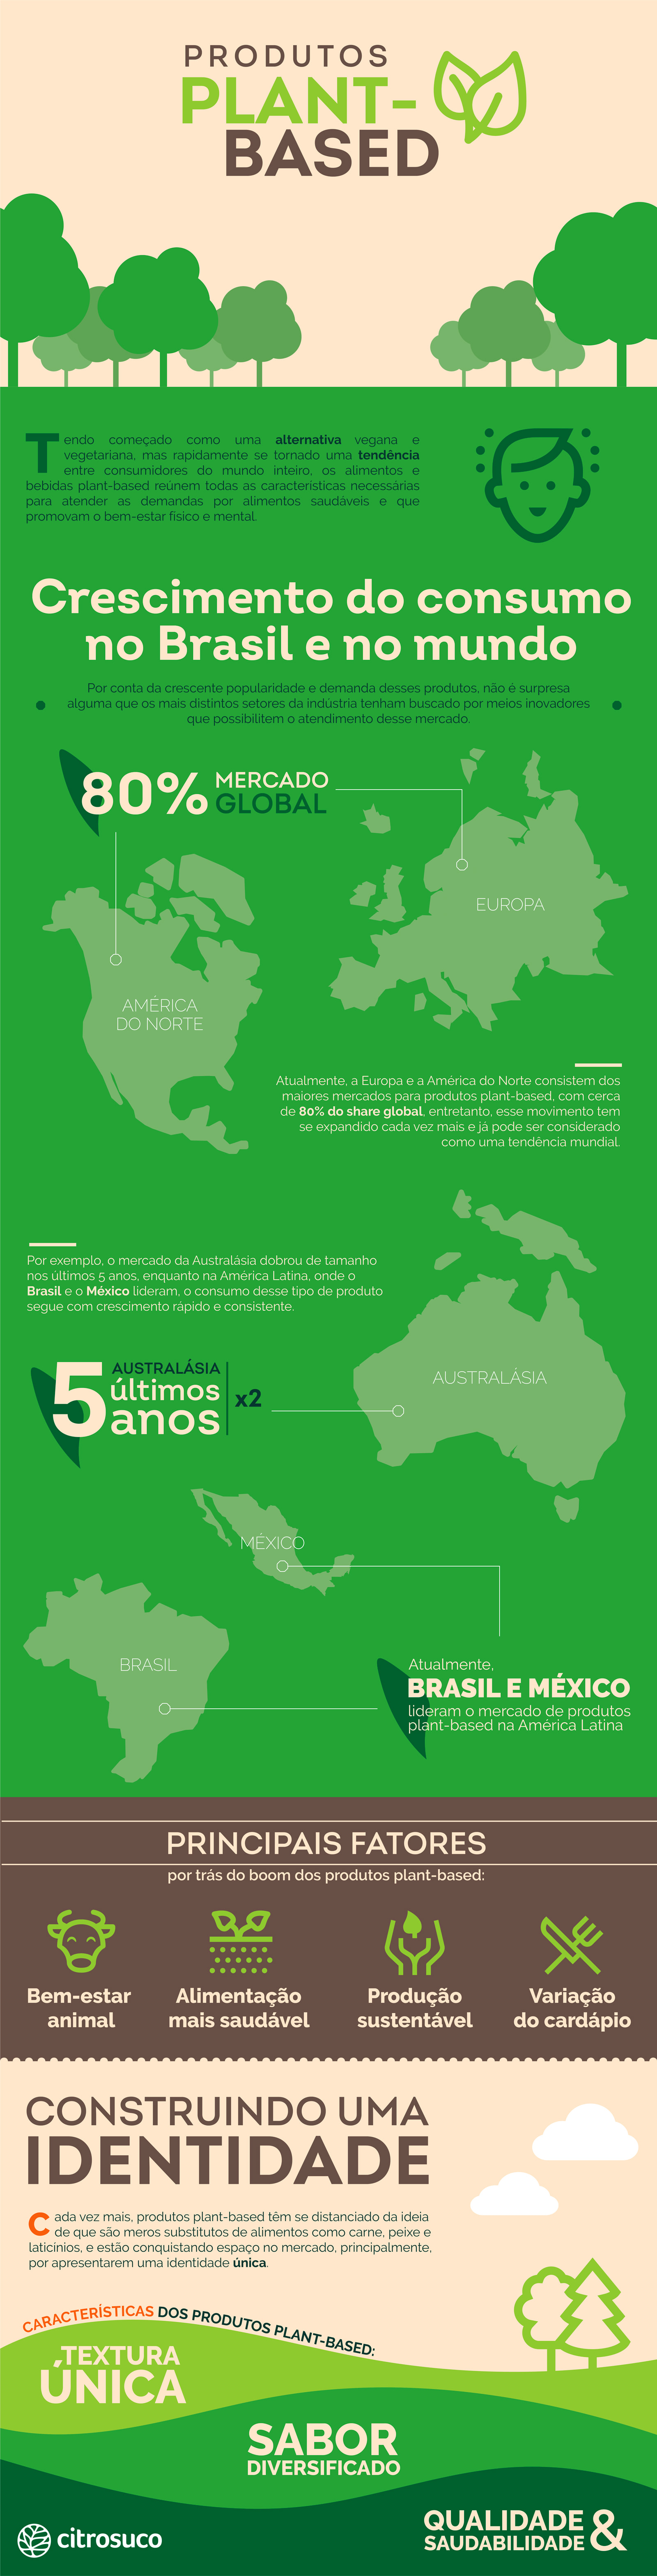 PRODUTOS
PLANT-
BASED
Tendo começado como uma alternativa vegana e
vegetariana, mas rapidamente se tornado uma tendência
entre consumidores do mundo inteiro, os alimentos e
bebidas plant-based reúnem todas as características necessárias
para atender as demandas por alimentos saudáveis e que
promovam o bem-estar físico e mental.
Crescimento do consumo
no Brasil e no mundo
Por conta da crescente popularidade e demanda desses produtos, não é surpresa
alguma que os mais distintos setores da indústria tenham buscado por meios inovadores
que possibilitem o atendimento desse mercado.
80% MERCADO
GLOBAL
EUROPA
AMÉRICA
DO NORTE
Atualmente, a Europa e a América do Norte consistem dos
maiores mercados para produtos plant-based, com cerca
de 80% do share global, entretanto, esse movimento tem
se expandido cada vez mais e já pode ser considerado
como uma tendência mundial.
Por exemplo, o mercado da Australásia dobrou de tamanho
nos últimos 5 anos, enquanto na América Latina, onde o
Brasil e o México lideram, o consumo desse tipo de produto
segue com crescimento rápido e consistente.
AUSTRALÁSIA
5 últimos
anos
x2
AUSTRALÁSIA
MÉXICO
BRASIL
Atualmente,
BRASIL E MÉXICO
lideram o mercado de produtos
plant-based na América Latina
PRINCIPAIS FATORES
por trás do boom dos produtos plant-based:
Bem-estar
animal
Alimentação
mais saudável
Produção
sustentável
Variação
do cardápio
CONSTRUINDO UMA
IDENTIDADE
Cada vez mais, produtos plant-based têm se distanciado da ideia
de que são meros substitutos de alimentos como carne, peixe e
laticínios, e estão conquistando espaço no mercado, principalmente,
por apresentarem uma identidade única.
CARACTERÍSTICAS DOS PRODUTOS PLANT-BASED:
TEXTURA
ÚNICA
SABOR
DIVERSIFICADO
QUALIDADE &
SAUDABILIDADE
citrosuco